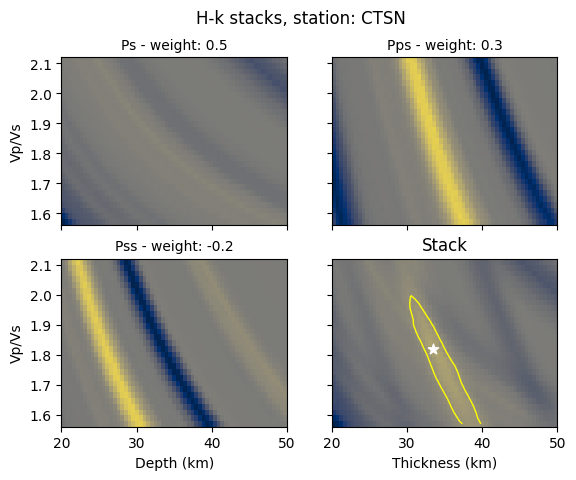 H-k stacks, station: CTSN
Ps - weight: 0.5
Pps - weight: 0.3
2.1
2.0
1.9
1.8
1.7
1.6
Vp/Vs
Pss - weight: -0.2
Stack
2.1
2.0
1.9
1.8
1.7
1.6
Vp/Vs
20 30 40 50
20 30 40 50
Depth (km)
Thickness (km)